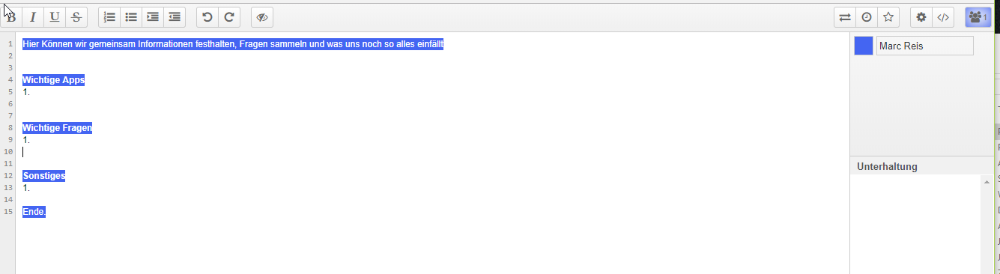 B I U S 1
1 Hier Können wir gemeinsam Informationen festhalten, Fragen sammeln und was uns noch so alles einfällt
Marc Reis
2
3
4 Wichtige Apps
5 1.
6
7
8 Wichtige Fragen
9 1.
10
11
Unterhaltung
12 Sonstiges
13 1.
14
15 Ende.